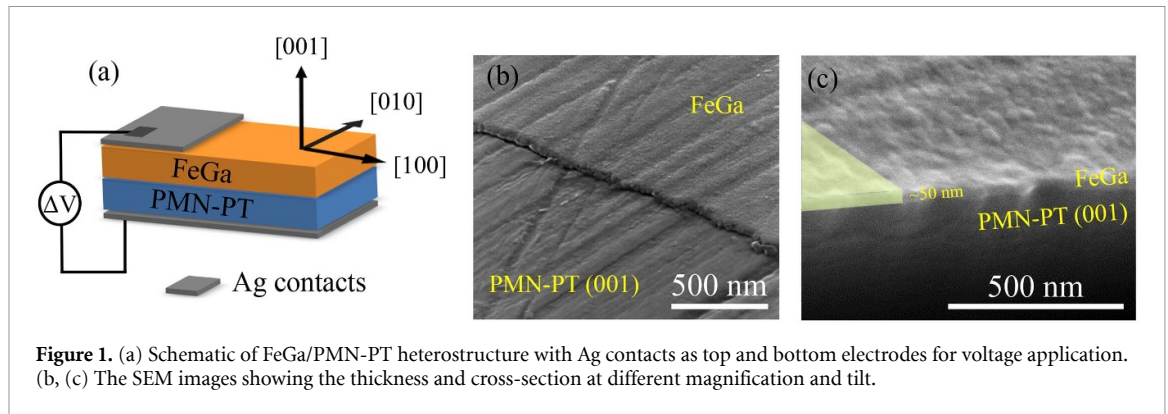 (a)
[001]
[010]
[100]
FeGa
PMN-PT
ΔV
Ag contacts
(b)
FeGa
PMN-PT (001)
500 nm
(c)
~50 nm
FeGa
PMN-PT (001)
500 nm
Figure 1. (a) Schematic of FeGa/PMN-PT heterostructure with Ag contacts as top and bottom electrodes for voltage application.
(b, c) The SEM images showing the thickness and cross-section at different magnification and tilt.